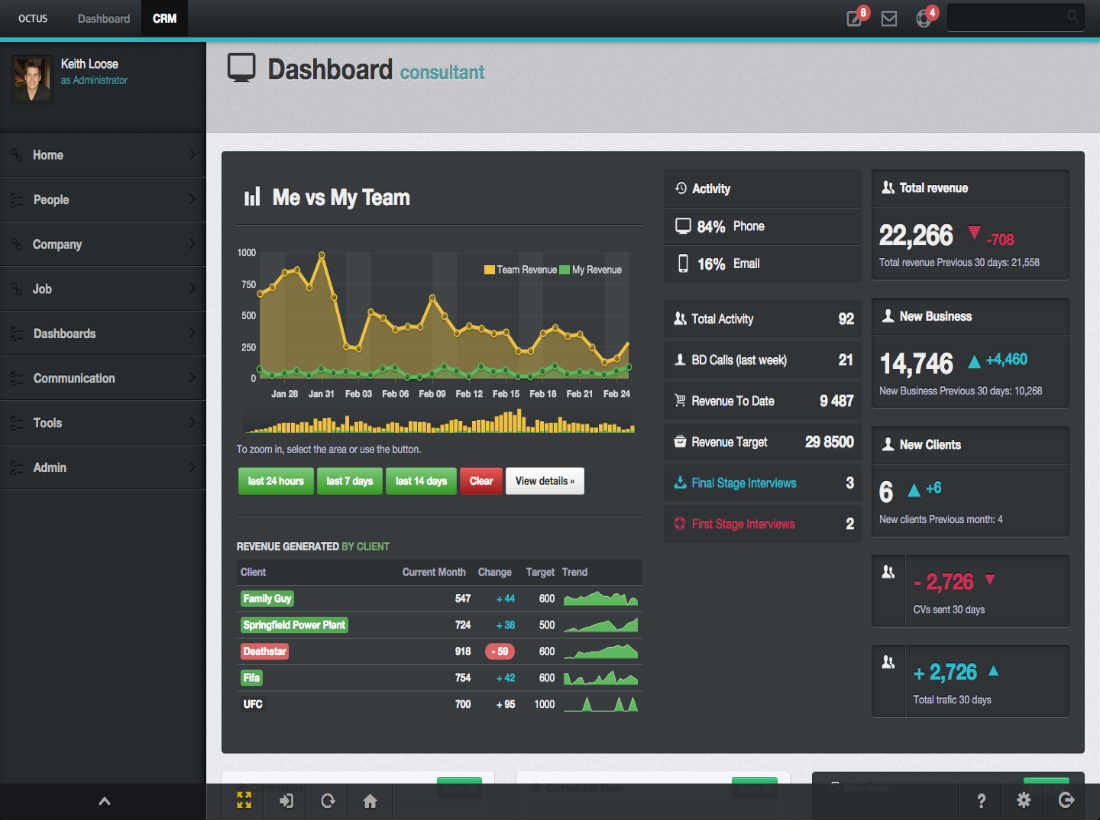 OCTUS Dashboard CRM 8 4
Keith Loose
as Administrator
Home
People
Company
Job
Dashboards
Communication
Tools
Admin
Dashboard consultant
Me vs My Team
1000
750
500
250
0
Team Revenue My Revenue
Jan 28 Jan 31 Feb 03 Feb 06 Feb 09 Feb 12 Feb 15 Feb 18 Feb 21 Feb 24
To zoom in, select the area or use the button.
last 24 hours last 7 days last 14 days Clear View details »
REVENUE GENERATED BY CLIENT
Client Current Month Change Target Trend
Family Guy 547 + 44 600
Springfield Power Plant 724 + 38 500
Deathstar 918 - 59 600
Fifa 754 + 42 600
UFC 700 + 95 1000
Activity
84% Phone
16% Email
Total Activity 92
BD Calls (last week) 21
Revenue To Date 9 487
Revenue Target 29 8500
Final Stage Interviews 3
First Stage Interviews 2
Total revenue
22,266 -708
Total revenue Previous 30 days: 21,558
New Business
14,746 +4,460
New Business Previous 30 days: 10,268
New Clients
6 +6
New clients Previous month: 4
- 2,726
CVs sent 30 days
+ 2,726
Total trafic 30 days
?